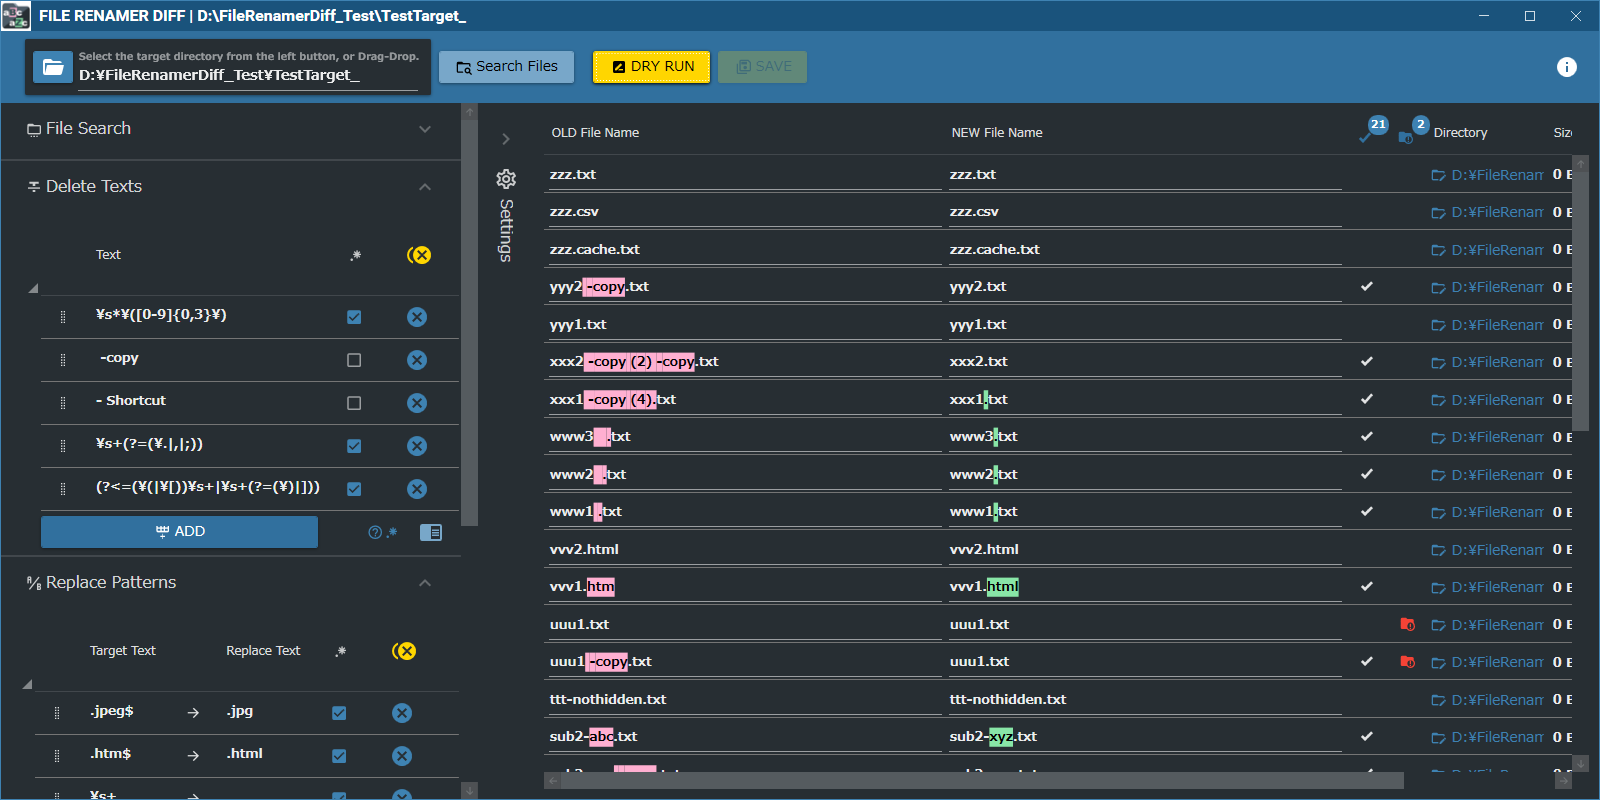 FILE RENAMER DIFF | D:\FileRenamerDiff_Test\TestTarget_
Select the target directory from the left button, or Drag-Drop.
D:¥FileRenamerDiff_Test¥TestTarget_
Search Files
DRY RUN
SAVE
File Search
Delete Texts
Text
.*
¥s*¥([0-9]{0,3}¥)
-copy
- Shortcut
¥s+(?=(¥.|,|;))
(?<=(¥(|¥[))¥s+|¥s+(?=(¥)|]))
ADD
.*
Replace Patterns
Target Text Replace Text .*
.jpeg$ .jpg
.htm$ .html
¥s+
Settings
OLD File Name NEW File Name 21 2 Directory Size
zzz.txt zzz.txt D:¥FileRenam 0 B
zzz.csv zzz.csv D:¥FileRenam 0 B
zzz.cache.txt zzz.cache.txt D:¥FileRenam 0 B
yyy2 -copy.txt yyy2.txt D:¥FileRenam 0 B
yyy1.txt yyy1.txt D:¥FileRenam 0 B
xxx2 -copy (2) -copy.txt xxx2.txt D:¥FileRenam 0 B
xxx1 -copy (4).txt xxx1.txt D:¥FileRenam 0 B
www3   .txt www3.txt D:¥FileRenam 0 B
www2  .txt www2.txt D:¥FileRenam 0 B
www1 .txt www1.txt D:¥FileRenam 0 B
vvv2.html vvv2.html D:¥FileRenam 0 B
vvv1.htm vvv1.html D:¥FileRenam 0 B
uuu1.txt uuu1.txt D:¥FileRenam 0 B
uuu1 -copy.txt uuu1.txt D:¥FileRenam 0 B
ttt-nothidden.txt ttt-nothidden.txt D:¥FileRenam 0 B
sub2-abc.txt sub2-xyz.txt D:¥FileRenam 0 B